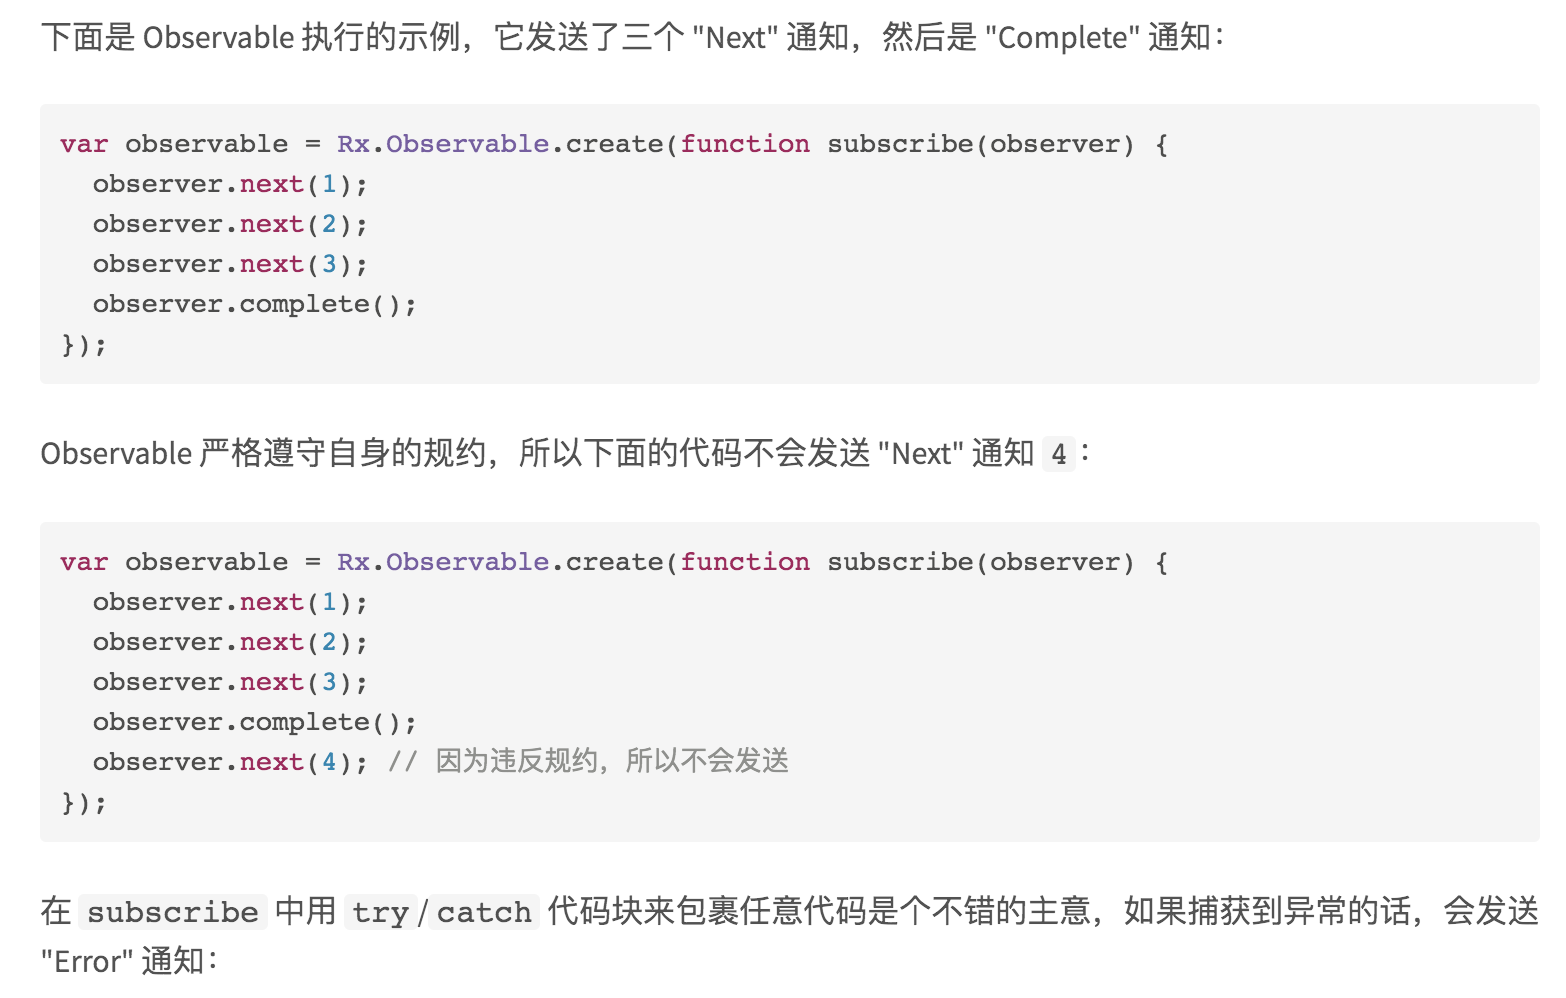 下面是 Observable 执行的示例，它发送了三个 "Next" 通知，然后是 "Complete" 通知：
var observable = Rx.Observable.create(function subscribe(observer) {
  observer.next(1);
  observer.next(2);
  observer.next(3);
  observer.complete();
});
Observable 严格遵守自身的规约，所以下面的代码不会发送 "Next" 通知 4：
var observable = Rx.Observable.create(function subscribe(observer) {
  observer.next(1);
  observer.next(2);
  observer.next(3);
  observer.complete();
  observer.next(4); // 因为违反规约，所以不会发送
});
在 subscribe 中用 try/catch 代码块来包裹任意代码是个不错的主意，如果捕获到异常的话，会发送
"Error" 通知：